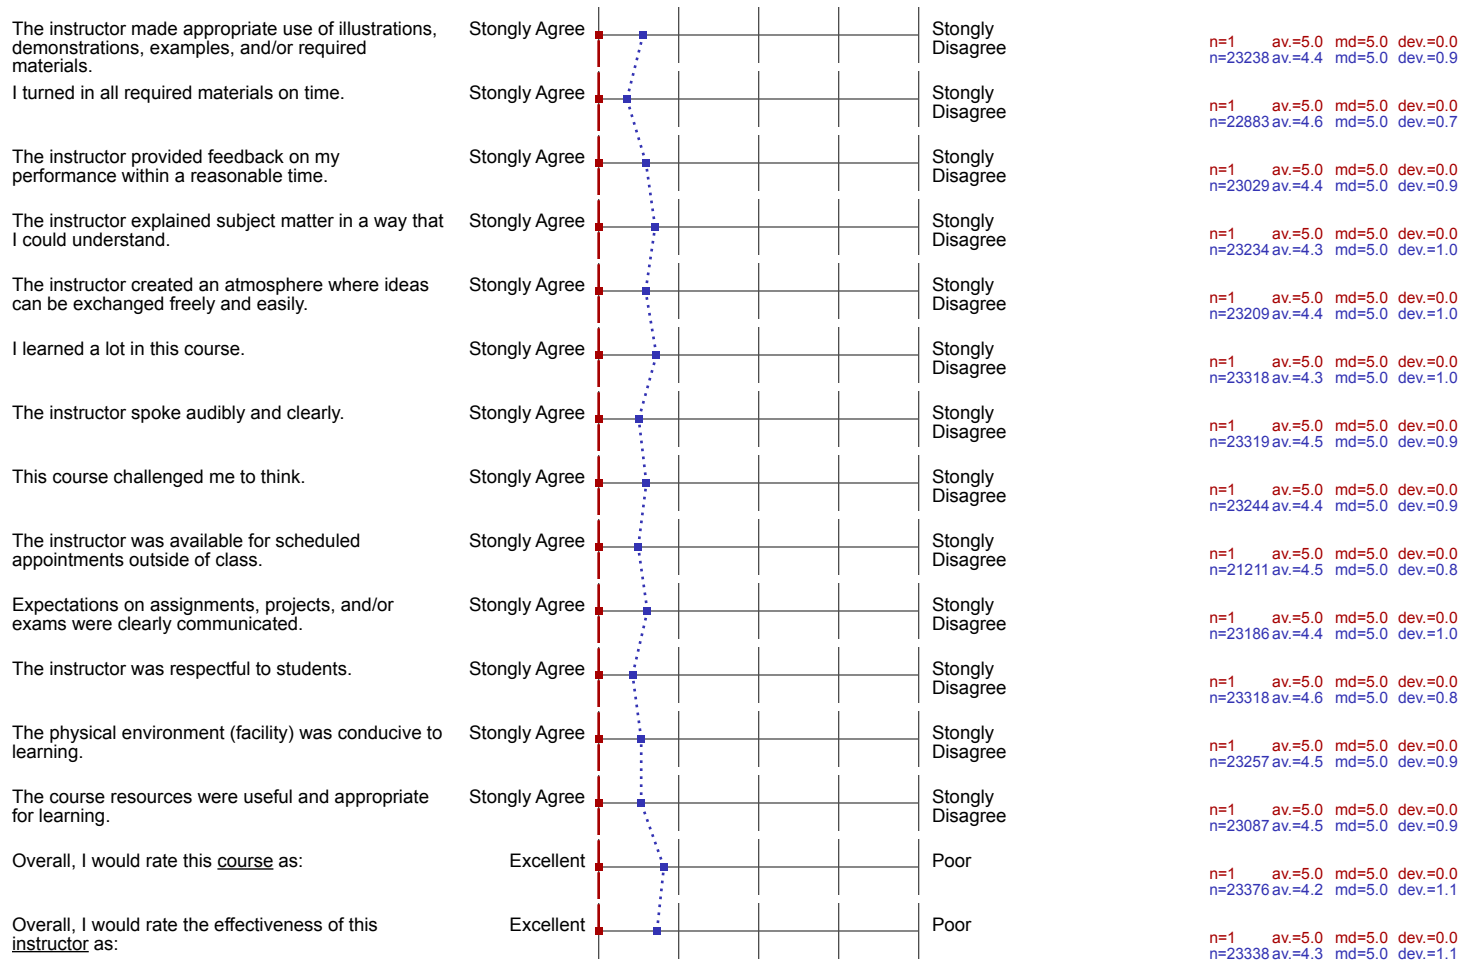 The instructor made appropriate use of illustrations,
demonstrations, examples, and/or required
materials.
Stongly Agree
Stongly
Disagree
n=1 av.=5.0 md=5.0 dev.=0.0
n=23238 av.=4.4 md=5.0 dev.=0.9
I turned in all required materials on time.
Stongly Agree
Stongly
Disagree
n=1 av.=5.0 md=5.0 dev.=0.0
n=22883 av.=4.6 md=5.0 dev.=0.7
The instructor provided feedback on my
performance within a reasonable time.
Stongly Agree
Stongly
Disagree
n=1 av.=5.0 md=5.0 dev.=0.0
n=23029 av.=4.4 md=5.0 dev.=0.9
The instructor explained subject matter in a way that
I could understand.
Stongly Agree
Stongly
Disagree
n=1 av.=5.0 md=5.0 dev.=0.0
n=23234 av.=4.3 md=5.0 dev.=1.0
The instructor created an atmosphere where ideas
can be exchanged freely and easily.
Stongly Agree
Stongly
Disagree
n=1 av.=5.0 md=5.0 dev.=0.0
n=23209 av.=4.4 md=5.0 dev.=1.0
I learned a lot in this course.
Stongly Agree
Stongly
Disagree
n=1 av.=5.0 md=5.0 dev.=0.0
n=23318 av.=4.3 md=5.0 dev.=1.0
The instructor spoke audibly and clearly.
Stongly Agree
Stongly
Disagree
n=1 av.=5.0 md=5.0 dev.=0.0
n=23319 av.=4.5 md=5.0 dev.=0.9
This course challenged me to think.
Stongly Agree
Stongly
Disagree
n=1 av.=5.0 md=5.0 dev.=0.0
n=23244 av.=4.4 md=5.0 dev.=0.9
The instructor was available for scheduled
appointments outside of class.
Stongly Agree
Stongly
Disagree
n=1 av.=5.0 md=5.0 dev.=0.0
n=21211 av.=4.5 md=5.0 dev.=0.8
Expectations on assignments, projects, and/or
exams were clearly communicated.
Stongly Agree
Stongly
Disagree
n=1 av.=5.0 md=5.0 dev.=0.0
n=23186 av.=4.4 md=5.0 dev.=1.0
The instructor was respectful to students.
Stongly Agree
Stongly
Disagree
n=1 av.=5.0 md=5.0 dev.=0.0
n=23318 av.=4.6 md=5.0 dev.=0.8
The physical environment (facility) was conducive to
learning.
Stongly Agree
Stongly
Disagree
n=1 av.=5.0 md=5.0 dev.=0.0
n=23257 av.=4.5 md=5.0 dev.=0.9
The course resources were useful and appropriate
for learning.
Stongly Agree
Stongly
Disagree
n=1 av.=5.0 md=5.0 dev.=0.0
n=23087 av.=4.5 md=5.0 dev.=0.9
Overall, I would rate this course as:
Excellent
Poor
n=1 av.=5.0 md=5.0 dev.=0.0
n=23376 av.=4.2 md=5.0 dev.=1.1
Overall, I would rate the effectiveness of this
instructor as:
Excellent
Poor
n=1 av.=5.0 md=5.0 dev.=0.0
n=23338 av.=4.3 md=5.0 dev.=1.1